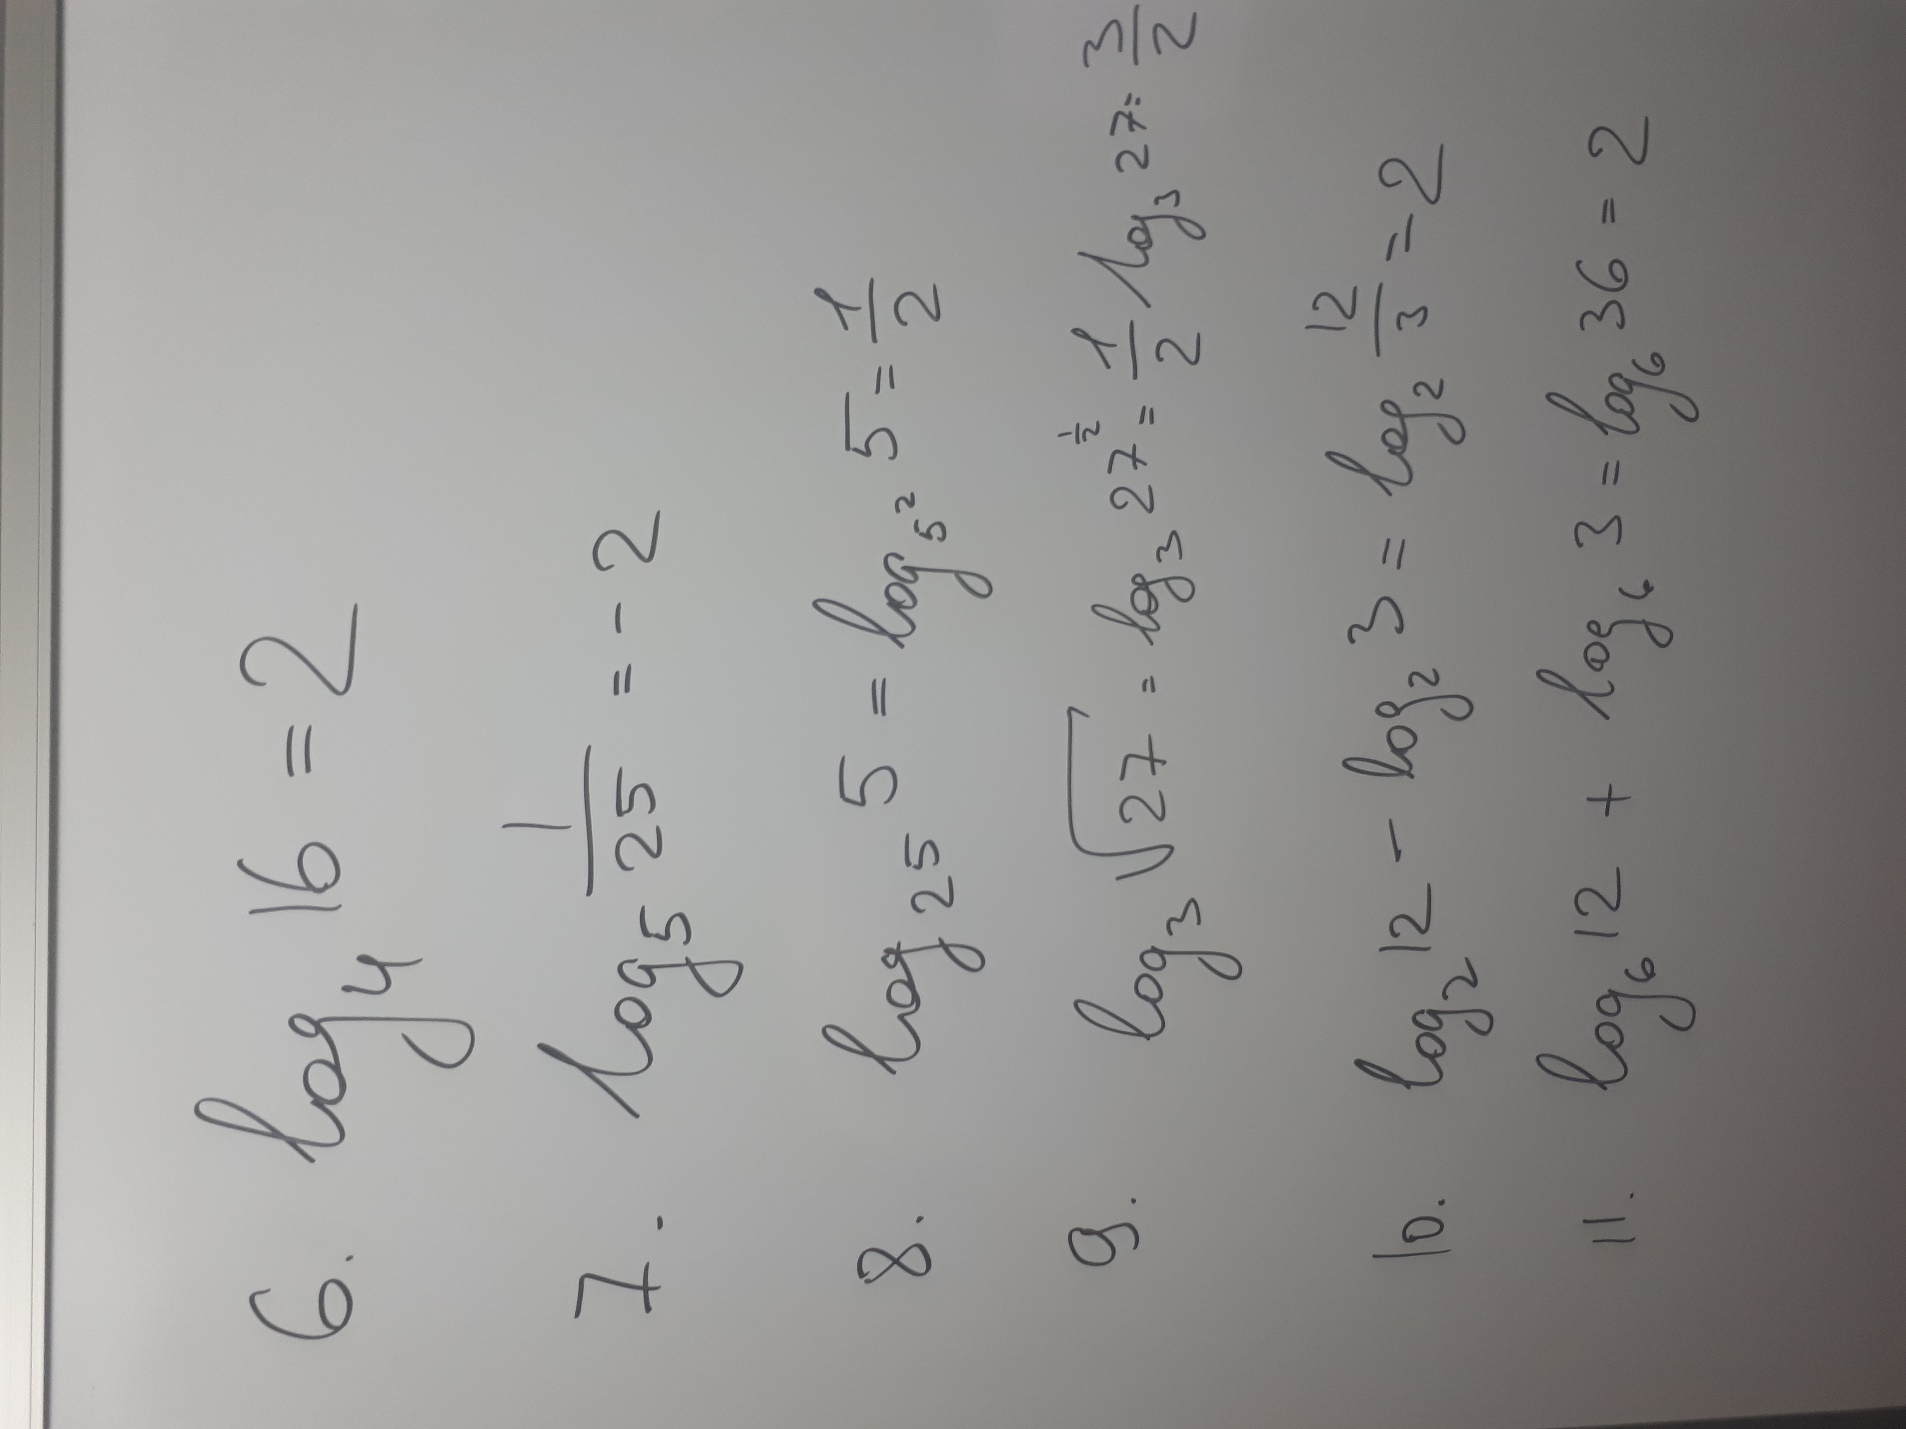 6. log₄ 16 = 2
7. log₅ 1/25 = -2
8. log₂₅ 5 = log₅² 5 = 1/2
9. log₃ √27 = log₃ 27^(1/2) = 1/2 log₃ 27 = 3/2
10. log₂ 12 - log₂ 3 = log₂ 12/3 = 2
11. log₆ 12 + log₆ 3 = log₆ 36 = 2